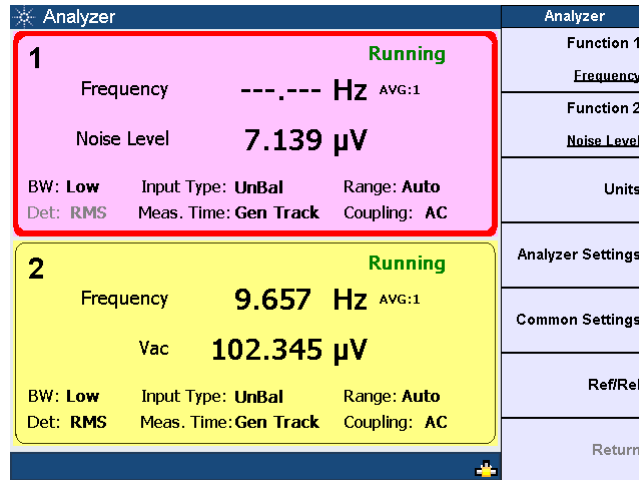 Analyzer
1 Running
Frequency ---.--- Hz AVG:1
Noise Level 7.139 µV
BW: Low Input Type: UnBal Range: Auto
Det: RMS Meas. Time: Gen Track Coupling: AC
2 Running
Frequency 9.657 Hz AVG:1
Vac 102.345 µV
BW: Low Input Type: UnBal Range: Auto
Det: RMS Meas. Time: Gen Track Coupling: AC
Analyzer
Function 1
Frequency
Function 2
Noise Level
Units
Analyzer Settings
Common Settings
Ref/Rel
Return